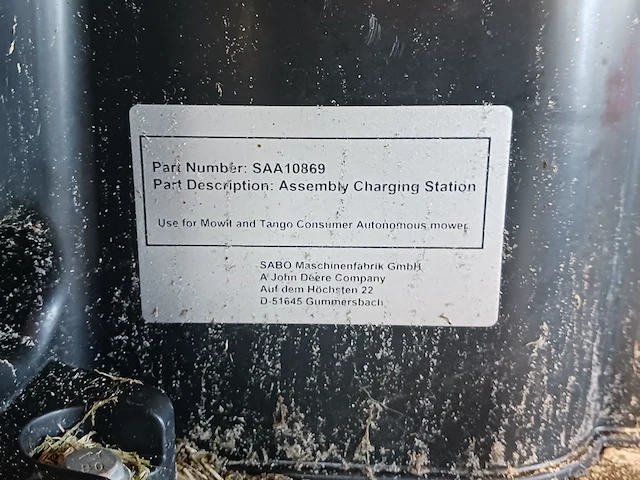 Part Number: SAA10869
Part Description: Assembly Charging Station
Use for Mowit and Tango Consumer Autonomous mower
SABO Maschinenfabrik GmbH
A John Deere Company
Auf dem Höchsten 22
D-51645 Gummersbach